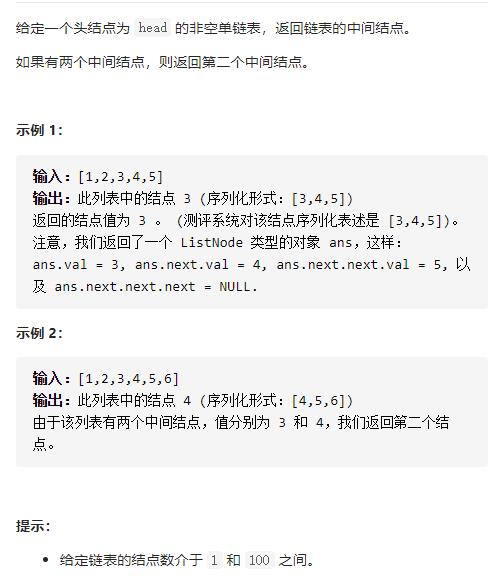 给定一个头结点为 head 的非空单链表，返回链表的中间结点。
如果有两个中间结点，则返回第二个中间结点。
示例 1：
输入：[1,2,3,4,5]
输出：此列表中的结点 3 (序列化形式：[3,4,5])
返回的结点值为 3 。 (测评系统对该结点序列化表述是 [3,4,5])。
注意，我们返回了一个 ListNode 类型的对象 ans，这样：
ans.val = 3, ans.next.val = 4, ans.next.next.val = 5, 以
及 ans.next.next.next = NULL.
示例 2：
输入：[1,2,3,4,5,6]
输出：此列表中的结点 4 (序列化形式：[4,5,6])
由于该列表有两个中间结点，值分别为 3 和 4，我们返回第二个结
点。
提示：
• 给定链表的结点数介于 1 和 100 之间。